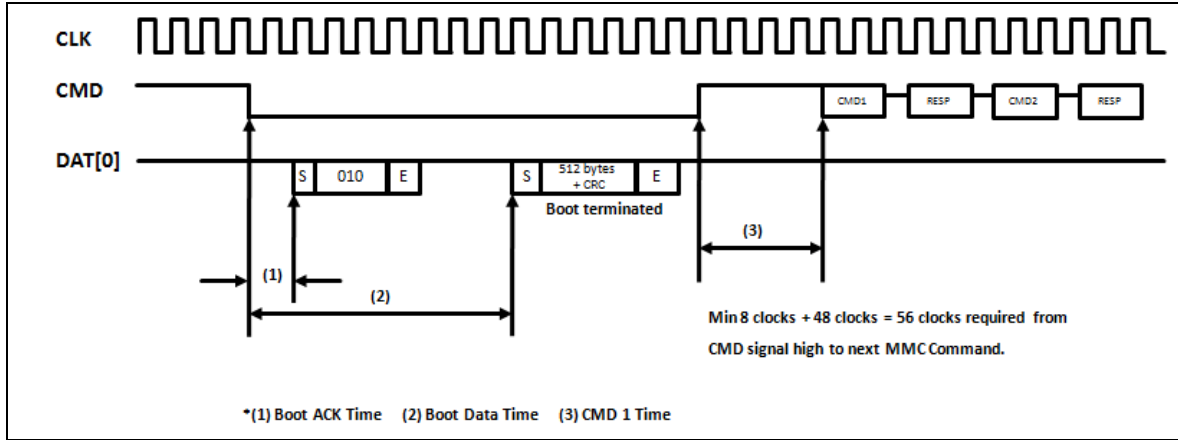 CLK
CMD
CMD1 RESP CMD2 RESP
DAT[0]
S 010 E S 512 bytes + CRC E
Boot terminated
(1)
(2)
(3)
Min 8 clocks + 48 clocks = 56 clocks required from
CMD signal high to next MMC Command.
*(1) Boot ACK Time (2) Boot Data Time (3) CMD 1 Time